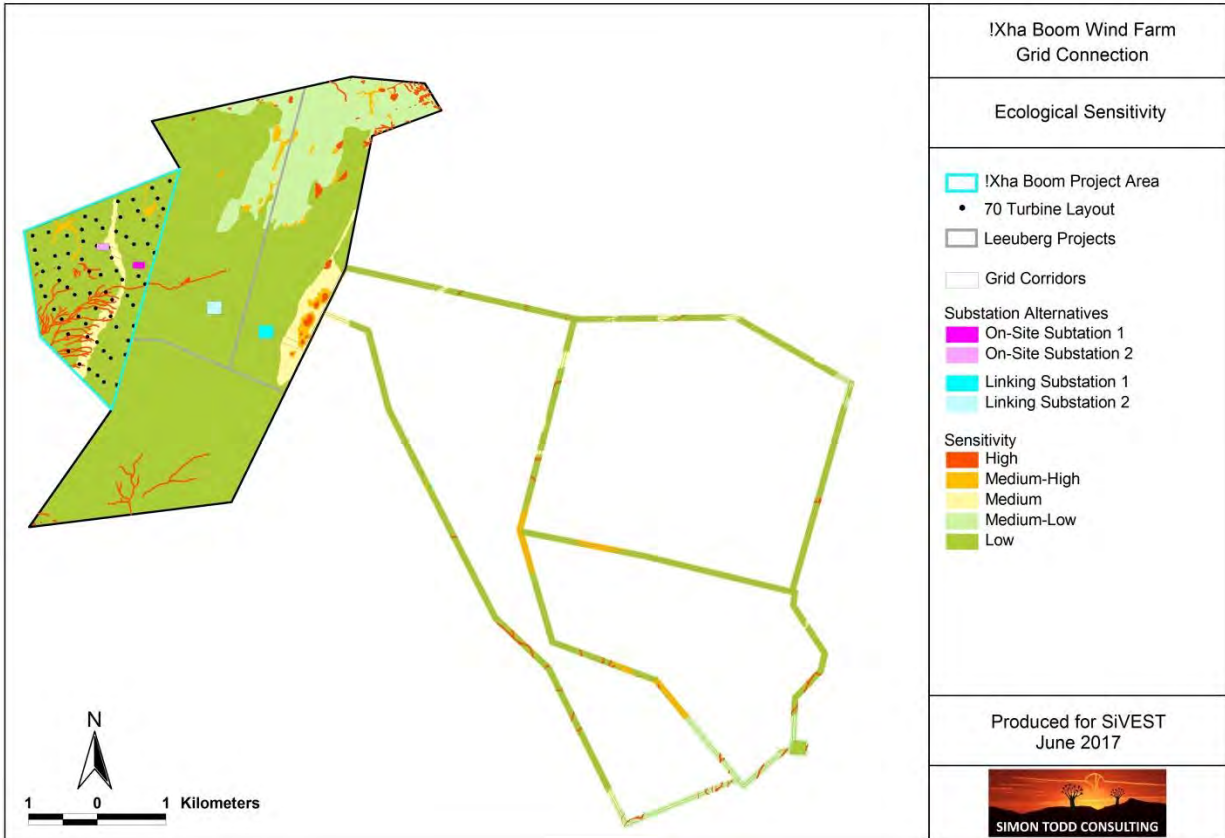 !Xha Boom Wind Farm
Grid Connection
Ecological Sensitivity
!Xha Boom Project Area
70 Turbine Layout
Leeuberg Projects
Grid Corridors
Substation Alternatives
On-Site Subtation 1
On-Site Substation 2
Linking Substation 1
Linking Substation 2
Sensitivity
High
Medium-High
Medium
Medium-Low
Low
N
1 0 1 Kilometers
Produced for SiVEST
June 2017
SIMON TODD CONSULTING